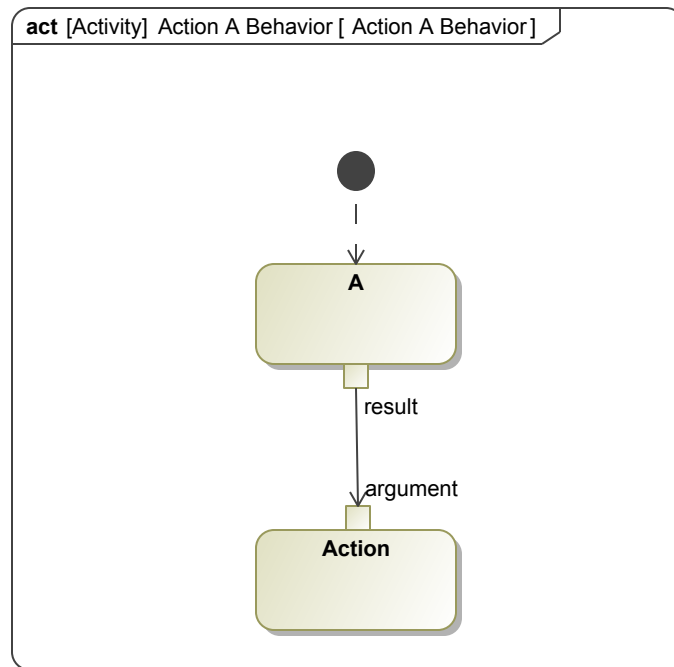 act [Activity] Action A Behavior [ Action A Behavior ]
A
result
argument
Action